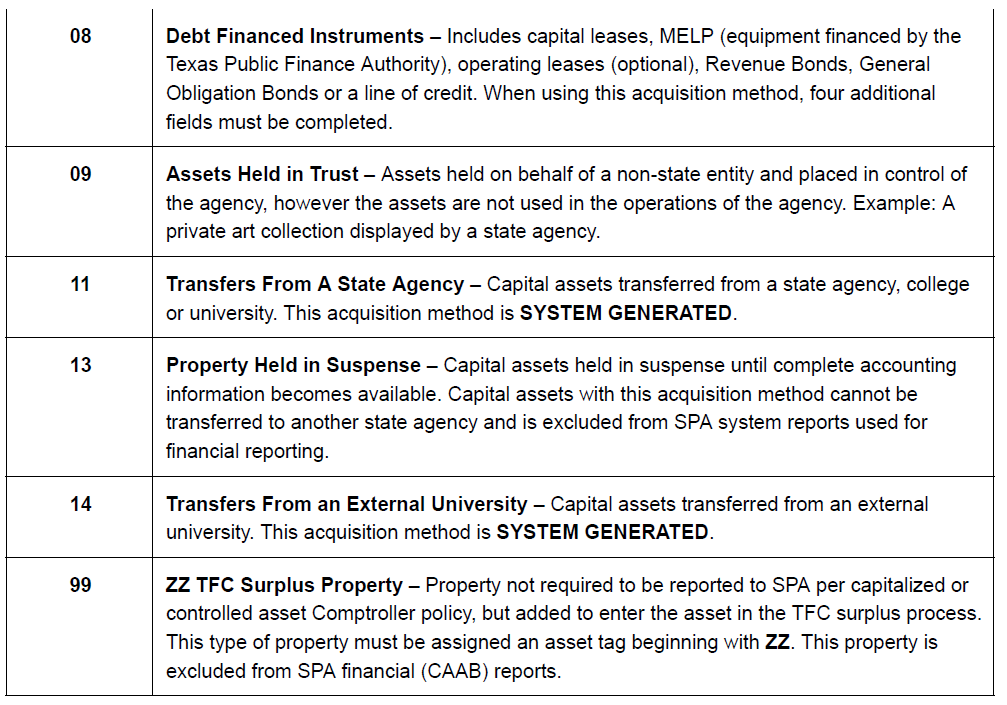 08
Debt Financed Instruments – Includes capital leases, MELP (equipment financed by the
Texas Public Finance Authority), operating leases (optional), Revenue Bonds, General
Obligation Bonds or a line of credit. When using this acquisition method, four additional
fields must be completed.
09
Assets Held in Trust – Assets held on behalf of a non-state entity and placed in control of
the agency, however the assets are not used in the operations of the agency. Example: A
private art collection displayed by a state agency.
11
Transfers From A State Agency – Capital assets transferred from a state agency, college
or university. This acquisition method is SYSTEM GENERATED.
13
Property Held in Suspense – Capital assets held in suspense until complete accounting
information becomes available. Capital assets with this acquisition method cannot be
transferred to another state agency and is excluded from SPA system reports used for
financial reporting.
14
Transfers From an External University – Capital assets transferred from an external
university. This acquisition method is SYSTEM GENERATED.
99
ZZ TFC Surplus Property – Property not required to be reported to SPA per capitalized or
controlled asset Comptroller policy, but added to enter the asset in the TFC surplus process.
This type of property must be assigned an asset tag beginning with ZZ. This property is
excluded from SPA financial (CAAB) reports.